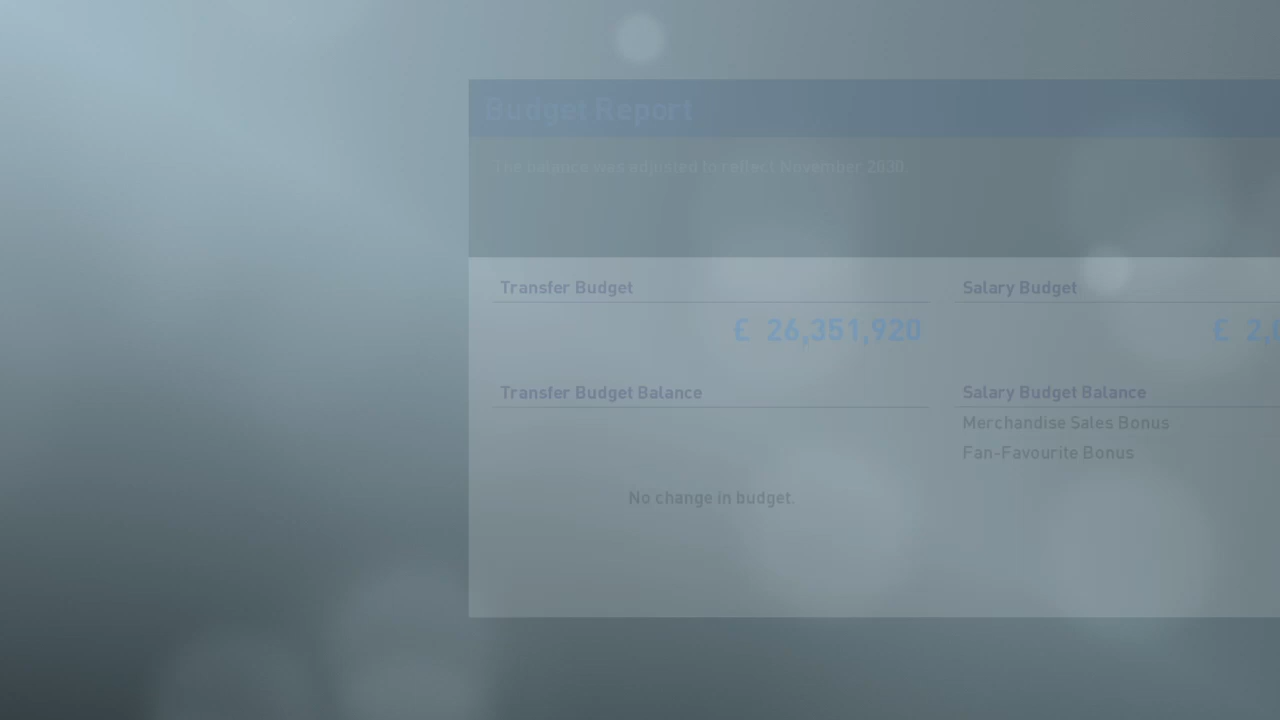 Budget Report
The balance was adjusted to reflect November 2030.
Transfer Budget
£ 26,351,920
Salary Budget
£ 2,
Transfer Budget Balance
No change in budget.
Salary Budget Balance
Merchandise Sales Bonus
Fan-Favourite Bonus